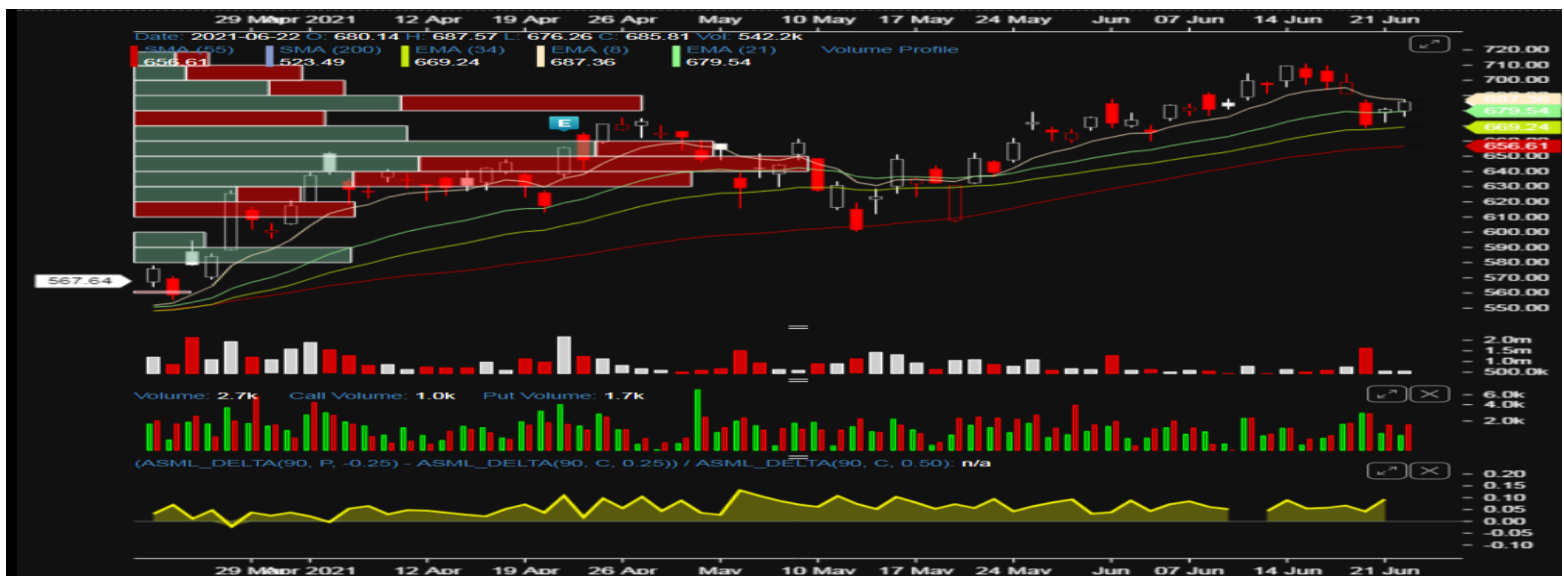 29 Mar Apr 2021 12 Apr 19 Apr 26 Apr May 10 May 17 May 24 May Jun 07 Jun 14 Jun 21 Jun
Date: 2021-06-22 O: 680.14 H: 687.57 L: 676.26 C: 685.81 Vol: 542.2k
SMA (55) SMA (200) EMA (34) EMA (8) EMA (21) Volume Profile
656.61 523.49 669.24 687.36 679.54
720.00
710.00
700.00
687.36
679.54
E
669.24
656.61
650.00
640.00
630.00
620.00
610.00
600.00
590.00
580.00
567.64
570.00
560.00
550.00
2.0m
1.5m
1.0m
500.0k
Volume: 2.7k Call Volume: 1.0k Put Volume: 1.7k
6.0k
4.0k
2.0k
(ASML_DELTA(90, P, -0.25) - ASML_DELTA(90, C, 0.25)) / ASML_DELTA(90, C, 0.50): n/a
0.20
0.15
0.10
0.05
0.00
-0.05
-0.10
29 Mar Apr 2021 12 Apr 19 Apr 26 Apr May 10 May 17 May 24 May Jun 07 Jun 14 Jun 21 Jun